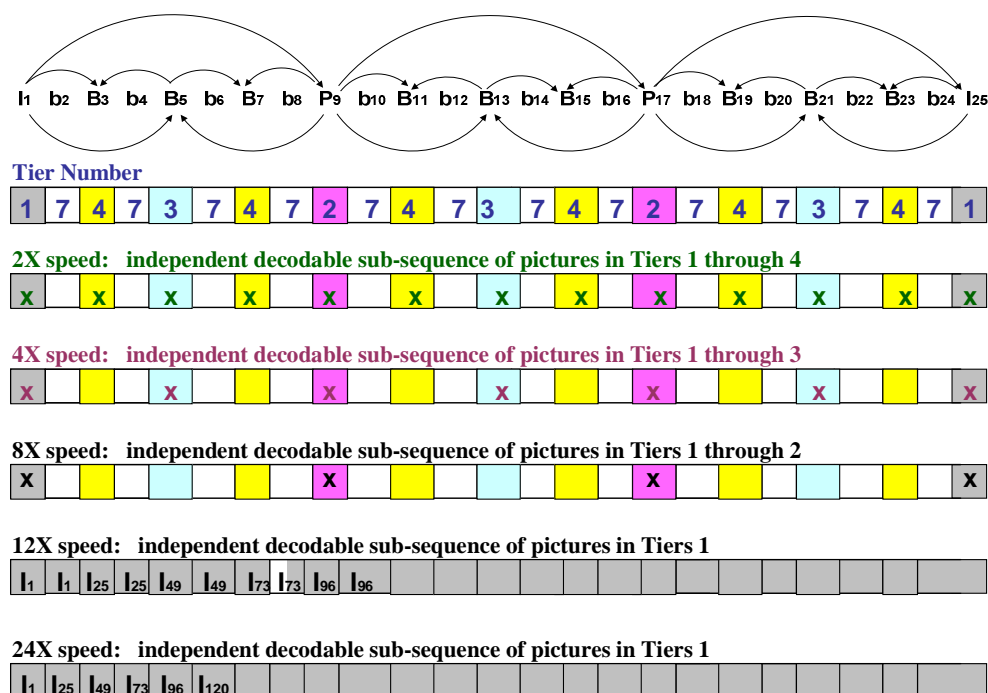 I1 b2 B3 b4 B5 b6 B7 b8 P9 b10 B11 b12 B13 b14 B15 b16 P17 b18 B19 b20 B21 b22 B23 b24 I25
Tier Number
1 7 4 7 3 7 4 7 2 7 4 7 3 7 4 7 2 7 4 7 3 7 4 7 1
2X speed: independent decodable sub-sequence of pictures in Tiers 1 through 4
x x x x x x x x x x x x x
4X speed: independent decodable sub-sequence of pictures in Tiers 1 through 3
x x x x x x x
8X speed: independent decodable sub-sequence of pictures in Tiers 1 through 2
x x x x
12X speed: independent decodable sub-sequence of pictures in Tiers 1
I1 I1 I25 I25 I49 I49 I73 I73 I96 I96
24X speed: independent decodable sub-sequence of pictures in Tiers 1
I1 I25 I49 I73 I96 I120